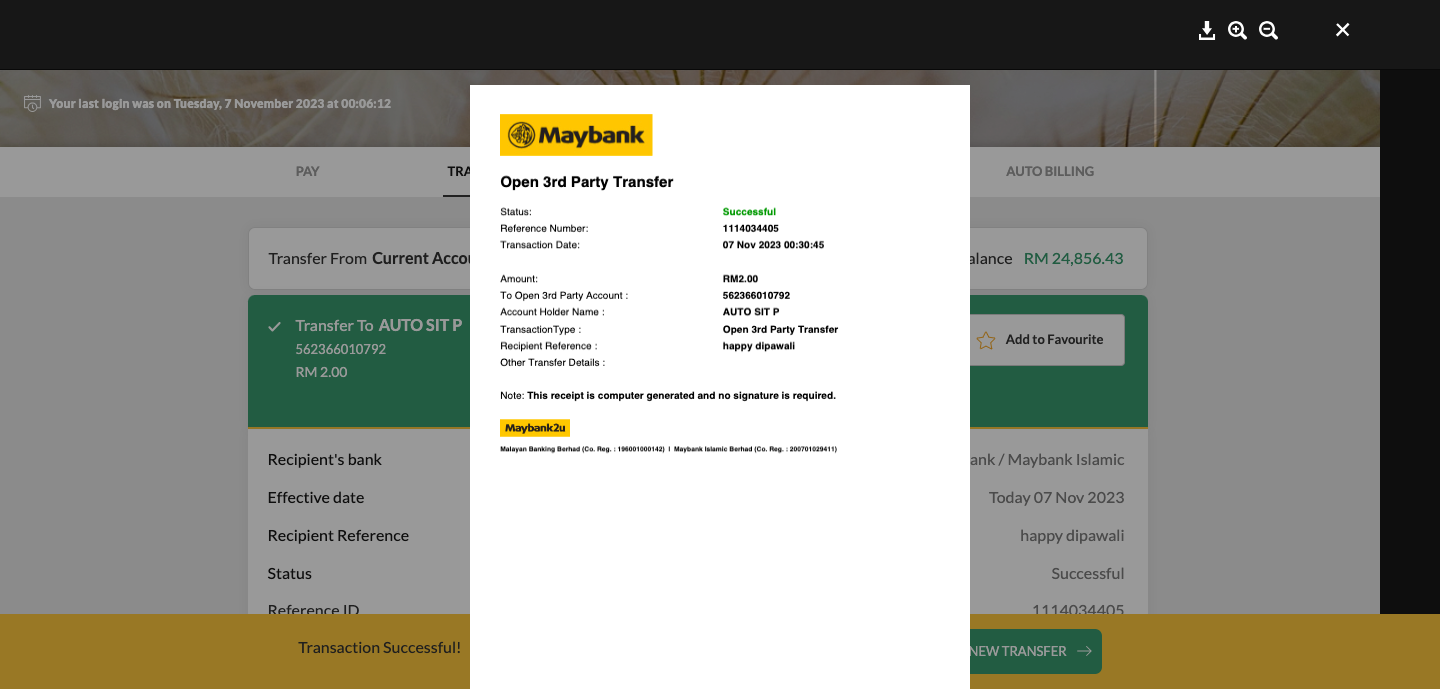 Your last login was on Tuesday, 7 November 2023 at 00:06:12
PAY
TRA
AUTO BILLING
Transfer From Current Accou
alance RM 24,856.43
Transfer To AUTO SIT P
562366010792
RM 2.00
Add to Favourite
Recipient's bank
ank / Maybank Islamic
Effective date
Today 07 Nov 2023
Recipient Reference
happy dipawali
Status
Successful
Reference ID
1114034405
Transaction Successful!
NEW TRANSFER
Maybank
Open 3rd Party Transfer
Status: Successful
Reference Number: 1114034405
Transaction Date: 07 Nov 2023 00:30:45
Amount: RM2.00
To Open 3rd Party Account : 562366010792
Account Holder Name : AUTO SIT P
TransactionType : Open 3rd Party Transfer
Recipient Reference : happy dipawali
Other Transfer Details :
Note: This receipt is computer generated and no signature is required.
Maybank2u
Malayan Banking Berhad (Co. Reg. : 196001000142) I Maybank Islamic Berhad (Co. Reg. : 200701029411)